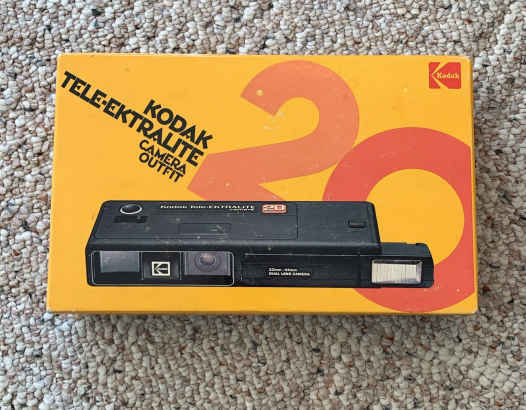 KODAK
TELE-EKTRALITE
CAMERA
OUTFIT
20
Kodak
Kodak Tele-EKTRALITE
20
22mm · 44mm
DUAL LENS CAMERA